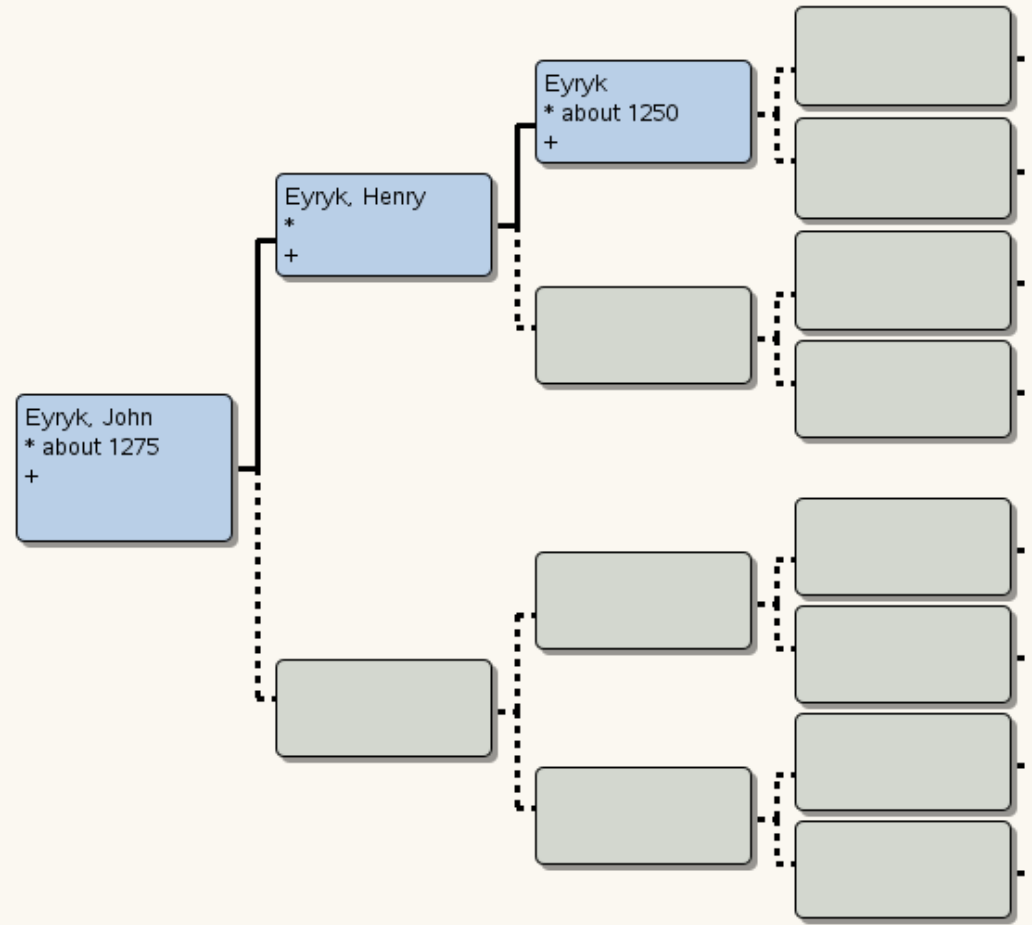 Eyryk
* about 1250
+
Eyryk, Henry
*
+
Eyryk, John
* about 1275
+